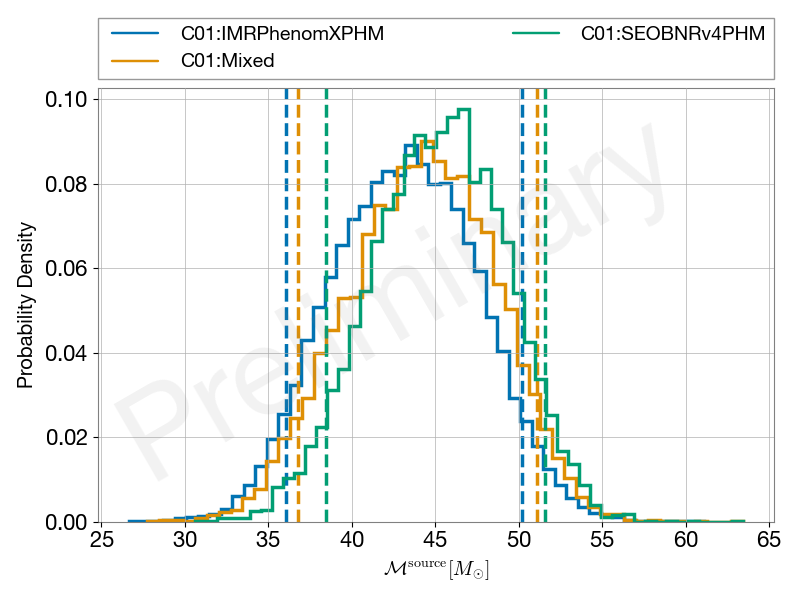 C01:IMRPhenomXPHM
C01:Mixed
C01:SEOBNRv4PHM
Probability Density
0.10
0.08
0.06
0.04
0.02
0.00
Preliminary
25 30 35 40 45 50 55 60 65
ℳ^source[M_⊙]